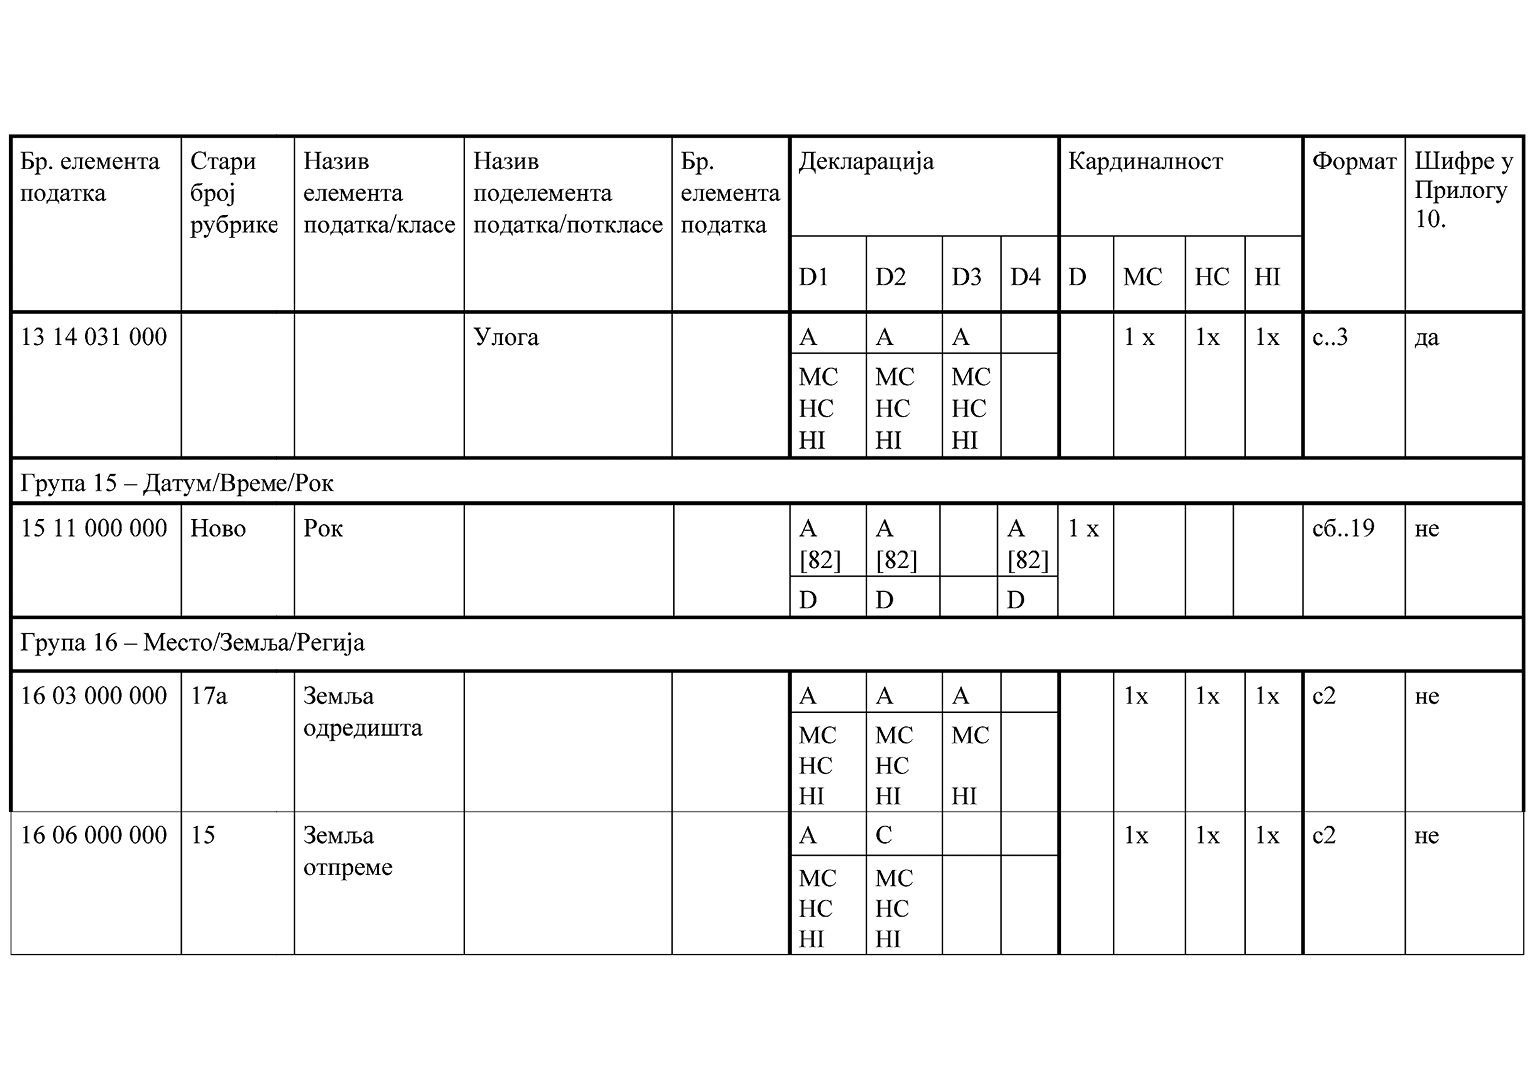 Бр. елемента податка | Стари број рубрике | Назив елемента податка/класе | Назив поделемента податка/поткласе | Бр. елемента податка | Декларација | Кардиналност | Формат | Шифре у Прилогу 10.
D1 | D2 | D3 | D4 | D | MC | HC | HI
13 14 031 000 | Улога | A | A | A | 1 x | 1x | 1x | с..3 | да
MC | MC | MC
HC | HC | HC
HI | HI | HI
Група 15 – Датум/Време/Рок
15 11 000 000 | Ново | Рок | A [82] | A [82] | A [82] | 1 x | сб..19 | не
D | D | D
Група 16 – Место/Земља/Регија
16 03 000 000 | 17a | Земља одредишта | A | A | A | 1x | 1x | 1x | с2 | не
MC | MC | MC
HC | HC
HI | HI | HI
16 06 000 000 | 15 | Земља отпреме | A | C | 1x | 1x | 1x | с2 | не
MC | MC
HC | HC
HI | HI